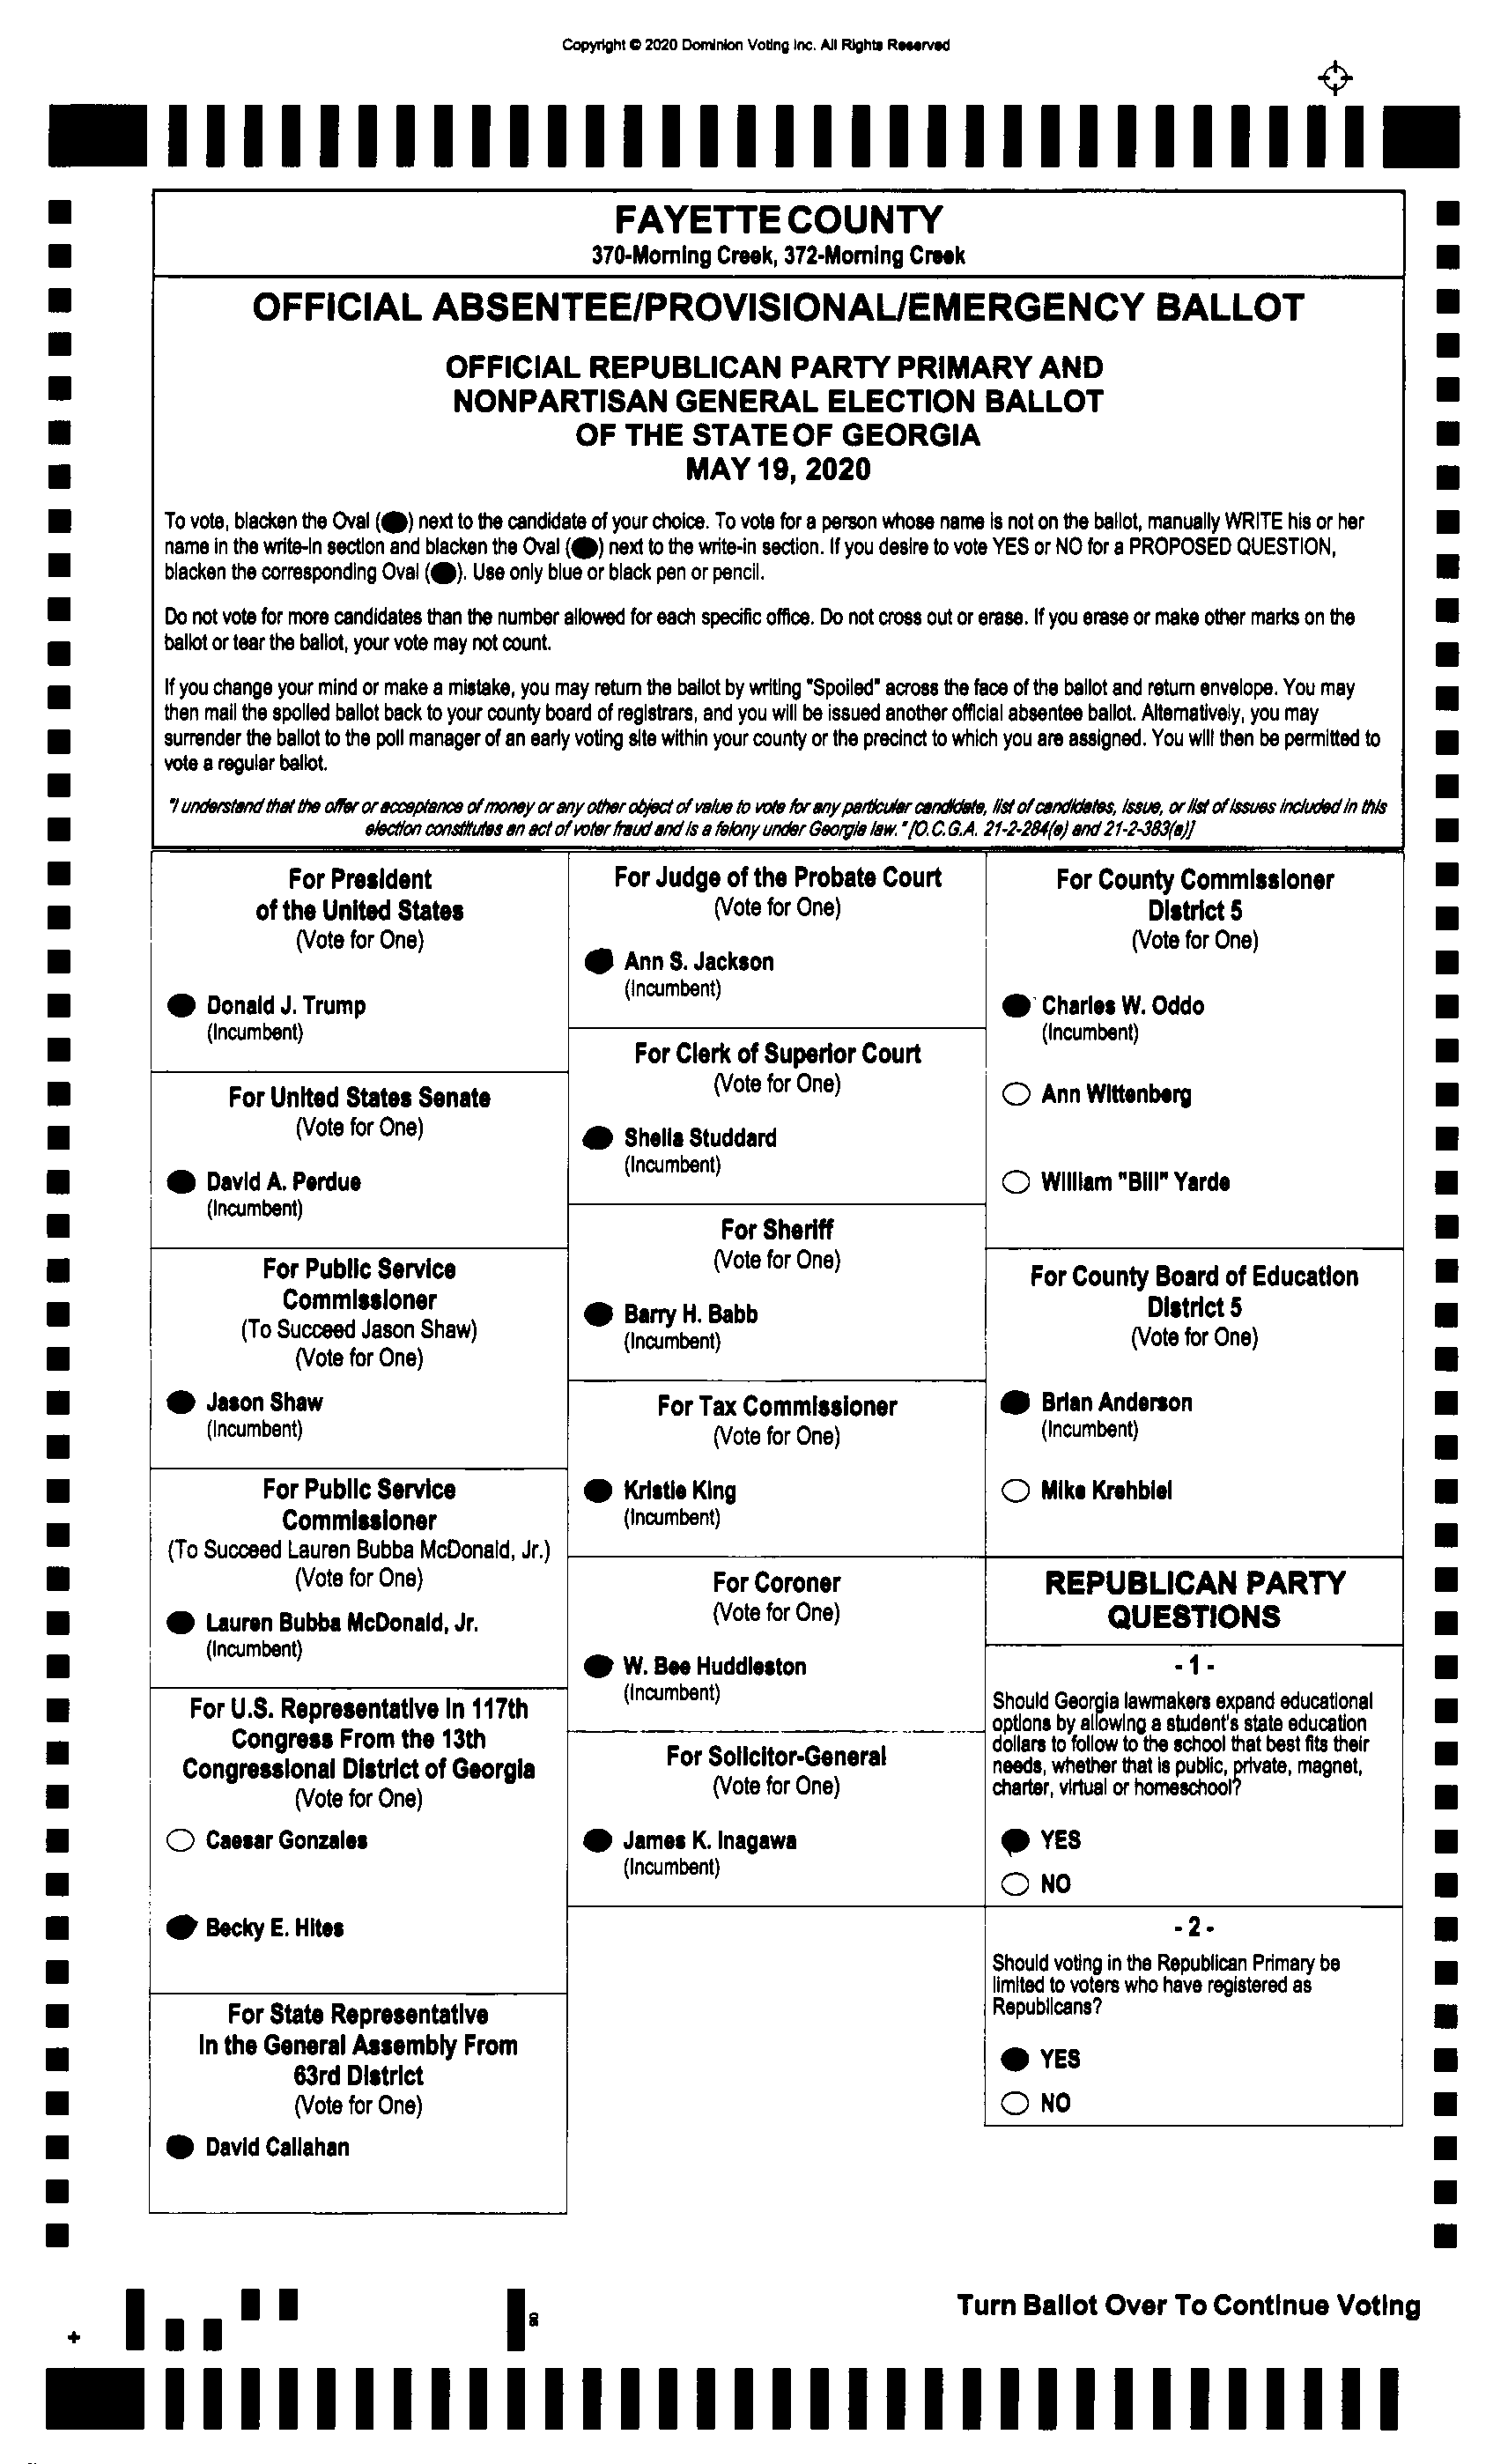 Copyright © 2020 Dominion Voting Inc. All Rights Reserved
FAYETTE COUNTY
370-Morning Creek, 372-Morning Creek
OFFICIAL ABSENTEE/PROVISIONAL/EMERGENCY BALLOT
OFFICIAL REPUBLICAN PARTY PRIMARY AND
NONPARTISAN GENERAL ELECTION BALLOT
OF THE STATE OF GEORGIA
MAY 19, 2020
To vote, blacken the Oval (●) next to the candidate of your choice. To vote for a person whose name is not on the ballot, manually WRITE his or her
name in the write-in section and blacken the Oval (●) next to the write-in section. If you desire to vote YES or NO for a PROPOSED QUESTION,
blacken the corresponding Oval (●). Use only blue or black pen or pencil.
Do not vote for more candidates than the number allowed for each specific office. Do not cross out or erase. If you erase or make other marks on the
ballot or tear the ballot, your vote may not count.
If you change your mind or make a mistake, you may return the ballot by writing "Spoiled" across the face of the ballot and return envelope. You may
then mail the spoiled ballot back to your county board of registrars, and you will be issued another official absentee ballot. Alternatively, you may
surrender the ballot to the poll manager of an early voting site within your county or the precinct to which you are assigned. You will then be permitted to
vote a regular ballot.
"I understand that the offer or acceptance of money or any other object of value to vote for any particular candidate, list of candidates, issue, or list of issues included in this
election constitutes an act of voter fraud and is a felony under Georgia law." [O.C.G.A. 21-2-284(e) and 21-2-383(a)]
For President
of the United States
(Vote for One)
Donald J. Trump
(Incumbent)
For United States Senate
(Vote for One)
David A. Perdue
(Incumbent)
For Public Service
Commissioner
(To Succeed Jason Shaw)
(Vote for One)
Jason Shaw
(Incumbent)
For Public Service
Commissioner
(To Succeed Lauren Bubba McDonald, Jr.)
(Vote for One)
Lauren Bubba McDonald, Jr.
(Incumbent)
For U.S. Representative in 117th
Congress From the 13th
Congressional District of Georgia
(Vote for One)
Caesar Gonzales
Becky E. Hites
For State Representative
In the General Assembly From
63rd District
(Vote for One)
David Callahan
For Judge of the Probate Court
(Vote for One)
Ann S. Jackson
(Incumbent)
For Clerk of Superior Court
(Vote for One)
Sheila Studdard
(Incumbent)
For Sheriff
(Vote for One)
Barry H. Babb
(Incumbent)
For Tax Commissioner
(Vote for One)
Kristie King
(Incumbent)
For Coroner
(Vote for One)
W. Bee Huddleston
(Incumbent)
For Solicitor-General
(Vote for One)
James K. Inagawa
(Incumbent)
For County Commissioner
District 5
(Vote for One)
Charles W. Oddo
(Incumbent)
Ann Wittenberg
William "Bill" Yarde
For County Board of Education
District 5
(Vote for One)
Brian Anderson
(Incumbent)
Mike Krehbiel
REPUBLICAN PARTY
QUESTIONS
- 1 -
Should Georgia lawmakers expand educational
options by allowing a student's state education
dollars to follow to the school that best fits their
needs, whether that is public, private, magnet,
charter, virtual or homeschool?
YES
NO
- 2 -
Should voting in the Republican Primary be
limited to voters who have registered as
Republicans?
YES
NO
Turn Ballot Over To Continue Voting